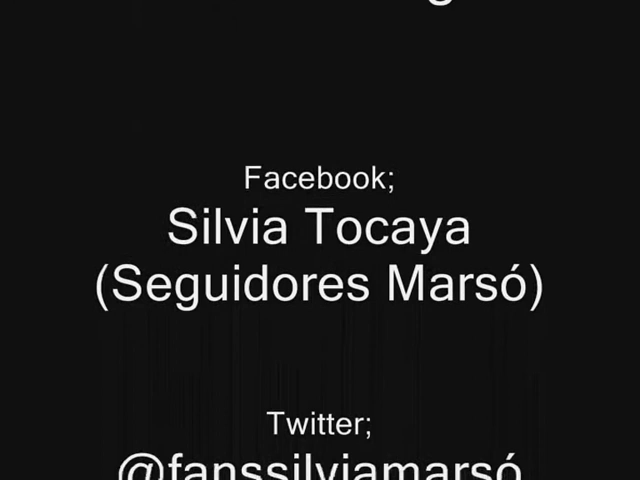 Facebook;
Silvia Tocaya
(Seguidores Marsó)
Twitter;
@fanssilviamarsó